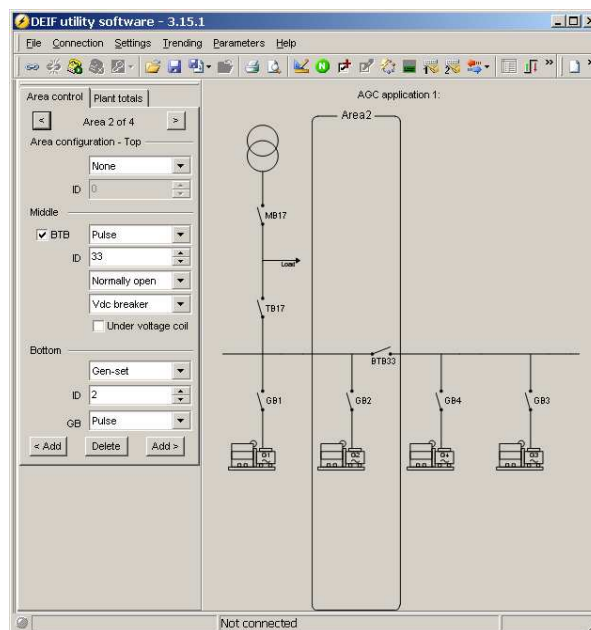 DEIF utility software - 3.15.1
File Connection Settings Trending Parameters Help
Area control Plant totals
< Area 2 of 4 >
Area configuration - Top
None
ID 0
Middle
BTB Pulse
ID 33
Normally open
Vdc breaker
Under voltage coil
Bottom
Gen-set
ID 2
GB Pulse
< Add Delete Add >
AGC application 1:
Area2
MB17
Load
TB17
BTB33
GB1 GB2 GB4 GB3
Not connected